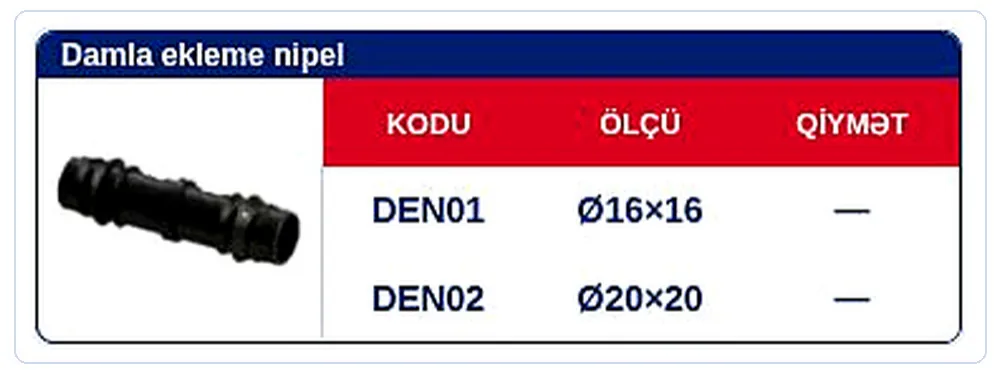 Damla ekleme nipel
KODU ÖLÇÜ QİYMƏT
DEN01 Ø16×16 —
DEN02 Ø20×20 —